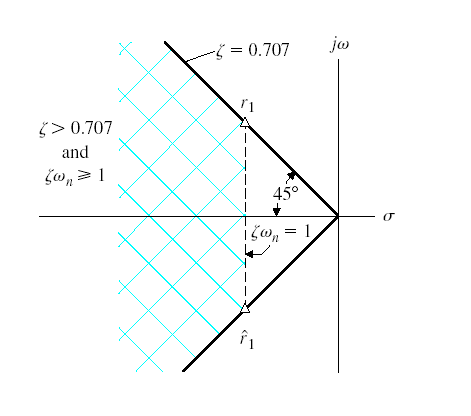 ζ = 0.707
jω
r₁
ζ > 0.707
and
ζωₙ ≥ 1
45°
σ
ζωₙ = 1
r̂₁